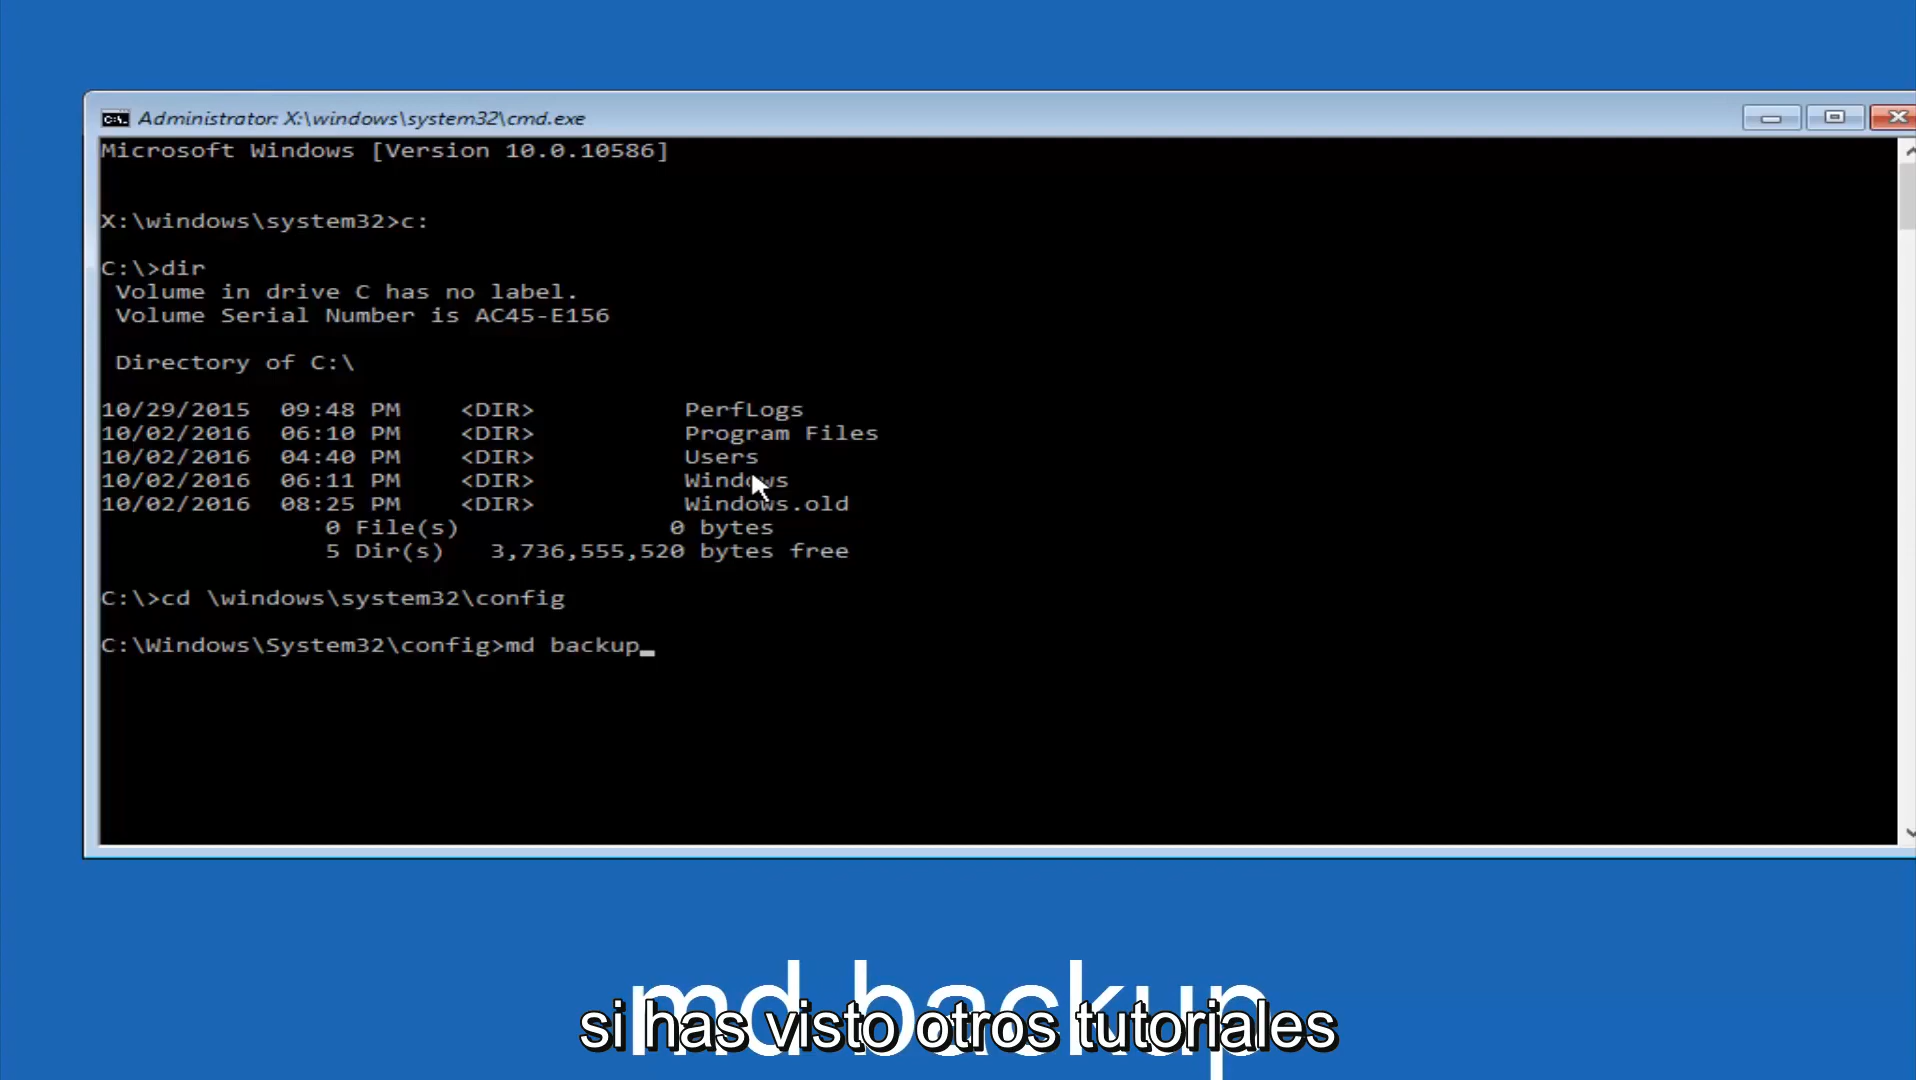 Administrator: X:\windows\system32\cmd.exe
Microsoft Windows [Version 10.0.10586]
X:\windows\system32>c:
C:\>dir
Volume in drive C has no label.
Volume Serial Number is AC45-E156
Directory of C:\
10/29/2015 09:48 PM <DIR> PerfLogs
10/02/2016 06:10 PM <DIR> Program Files
10/02/2016 04:40 PM <DIR> Users
10/02/2016 06:11 PM <DIR> Windows
10/02/2016 08:25 PM <DIR> Windows.old
0 File(s) 0 bytes
5 Dir(s) 3,736,555,520 bytes free
C:\>cd \windows\system32\config
C:\Windows\System32\config>md backup_
md backup
si has visto otros tutoriales